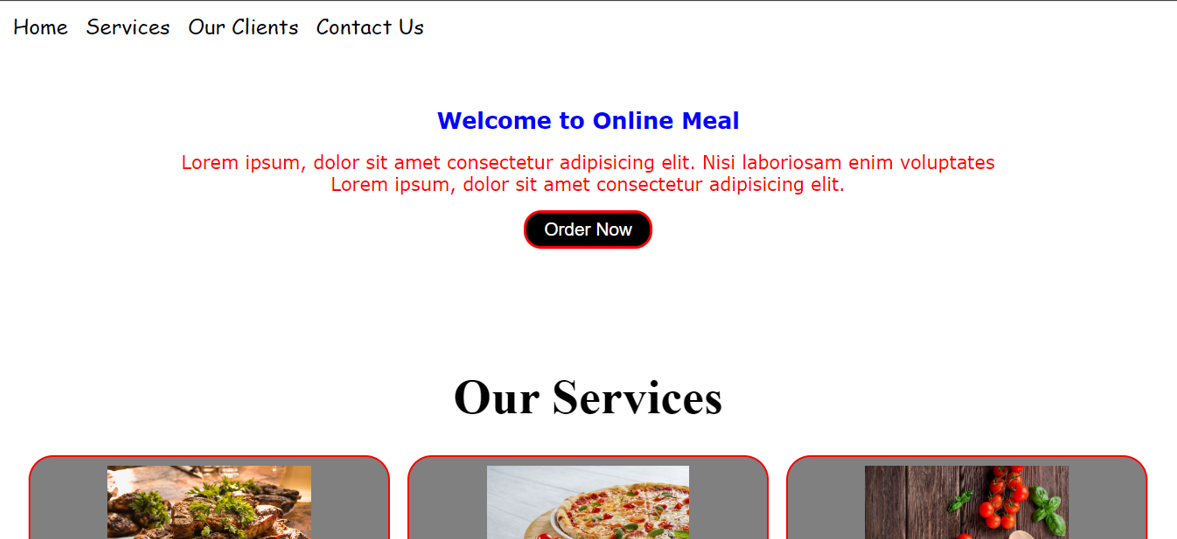 Home Services Our Clients Contact Us
Welcome to Online Meal
Lorem ipsum, dolor sit amet consectetur adipisicing elit. Nisi laboriosam enim voluptates
Lorem ipsum, dolor sit amet consectetur adipisicing elit.
Order Now
Our Services